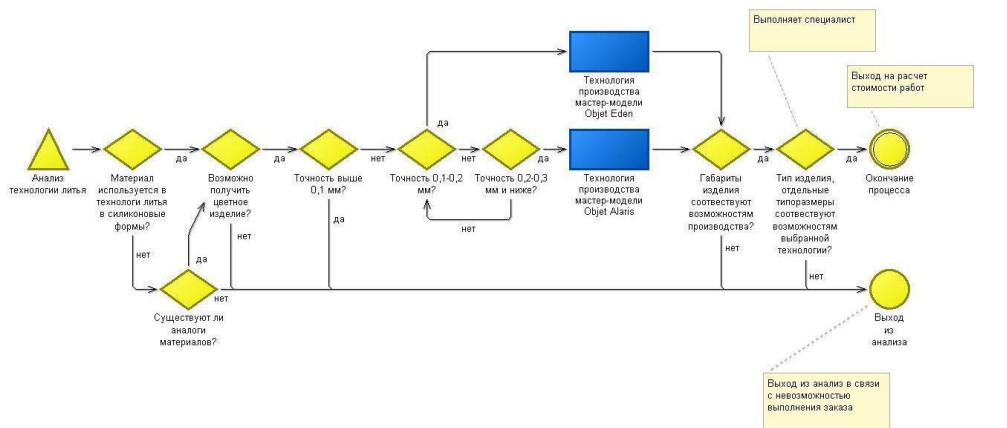 Выполняет специалист
Выход на расчет
стоимости работ
да
Технология
производства
мастер-модели
Objet Eden
да
да
нет
нет
да
да
да
Анализ
технологии литья
Материал
используется в
технологи литья
в силиконовые
формы?
Возможно
получить
цветное
изделие?
Точность выше
0,1 мм?
Точность 0,1-0,2
мм?
Точность 0,2-0,3
мм и ниже?
Технология
производства
мастер-модели
Objet Alaris
Габариты
изделия
соотвествуют
возможностям
производства?
Тип изделия,
отдельные
типоразмеры
соотвествуют
возможностям
выбранной
технологии?
Окончание
процесса
да
нет
нет
нет
нет
да
нет
нет
Существуют ли
аналоги
материалов?
Выход
из
анализа
Выход из анализ в связи
с невозможностью
выполнения заказа